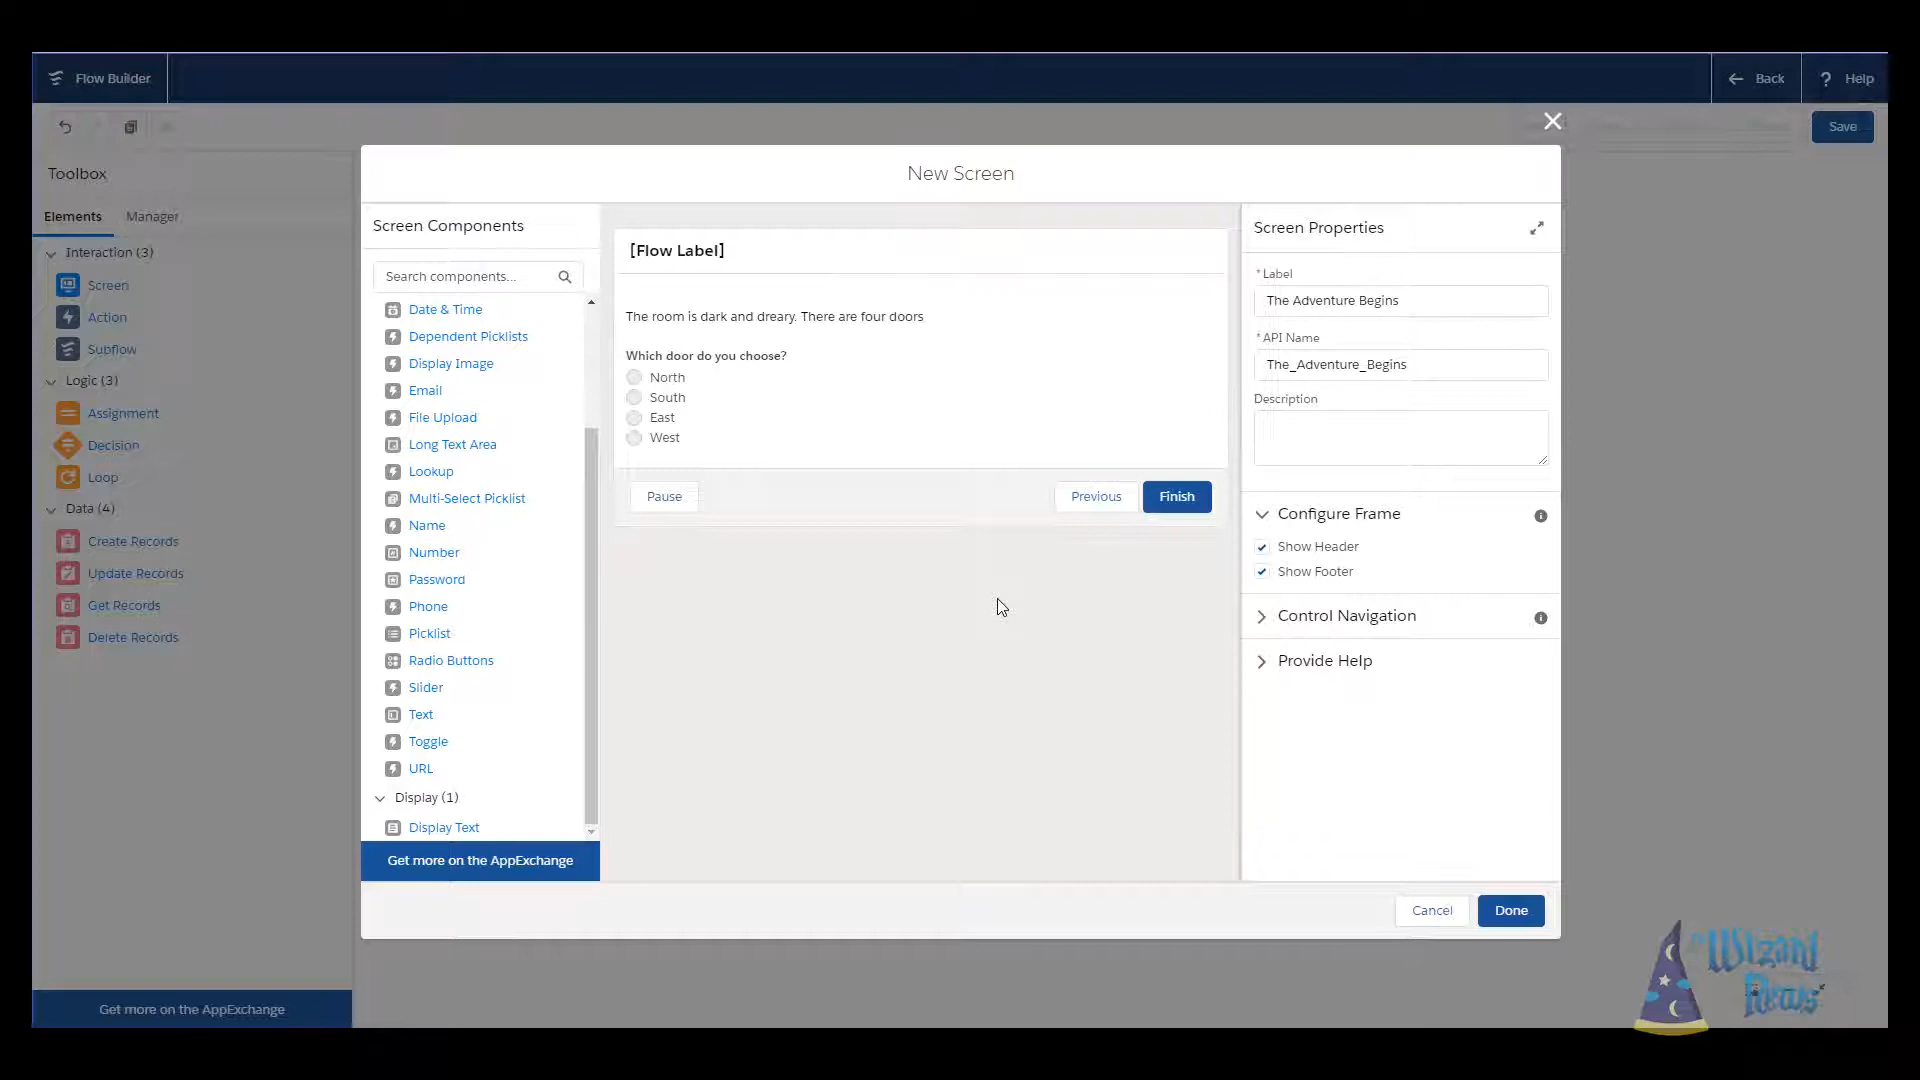 Flow Builder
Back
? Help
Save
Toolbox
Elements
Manager
Interaction (3)
Screen
Action
Subflow
Logic (3)
Assignment
Decision
Loop
Data (4)
Create Records
Update Records
Get Records
Delete Records
Get more on the AppExchange
New Screen
Screen Components
Search components...
Date & Time
Dependent Picklists
Display Image
Email
File Upload
Long Text Area
Lookup
Multi-Select Picklist
Name
Number
Password
Phone
Picklist
Radio Buttons
Slider
Text
Toggle
URL
Display (1)
Display Text
Get more on the AppExchange
[Flow Label]
The room is dark and dreary. There are four doors
Which door do you choose?
North
South
East
West
Pause
Previous
Finish
Screen Properties
*Label
The Adventure Begins
*API Name
The_Adventure_Begins
Description
Configure Frame
Show Header
Show Footer
Control Navigation
Provide Help
Cancel
Done
Wizard
News